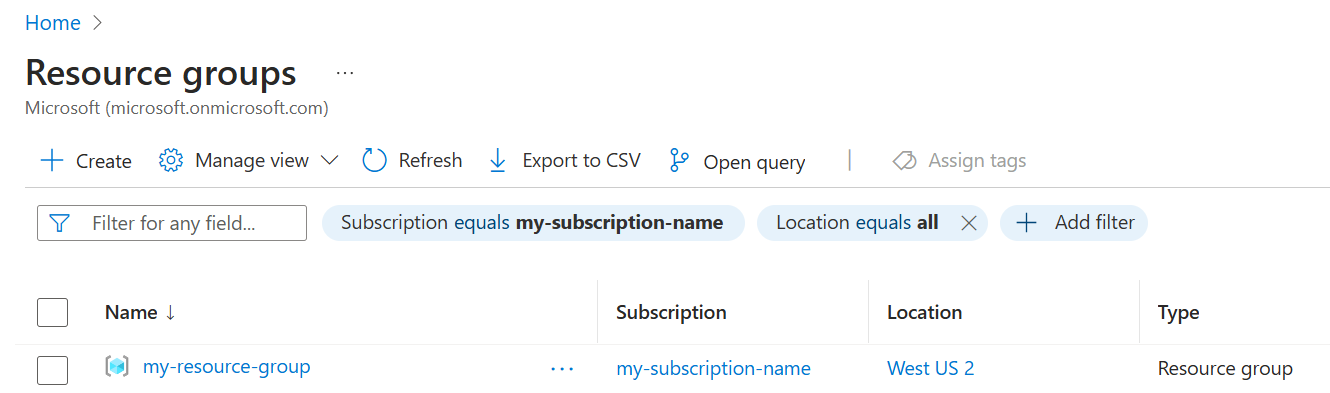 Home
Resource groups ...
Microsoft (microsoft.onmicrosoft.com)
Create Manage view Refresh Export to CSV Open query | Assign tags
Filter for any field... Subscription equals my-subscription-name Location equals all Add filter
Name ↓ Subscription Location Type
my-resource-group ... my-subscription-name West US 2 Resource group